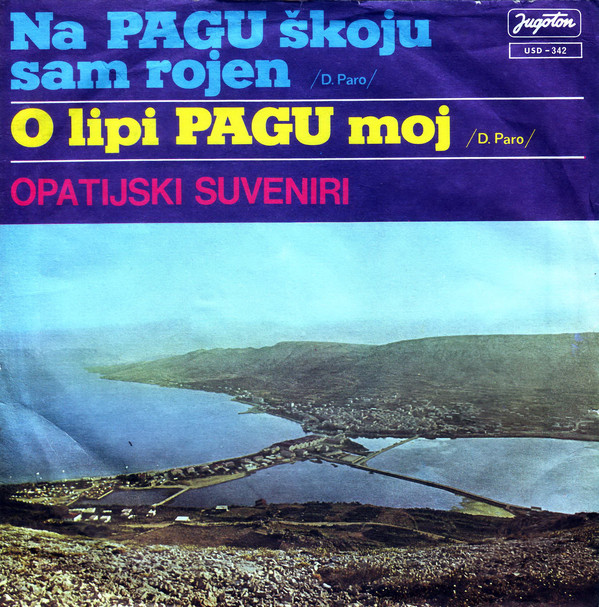 Na PAGU škoju
sam rojen /D. Paro/
O lipi PAGU moj /D. Paro/
OPATIJSKI SUVENIRI
Jugoton
USD-342